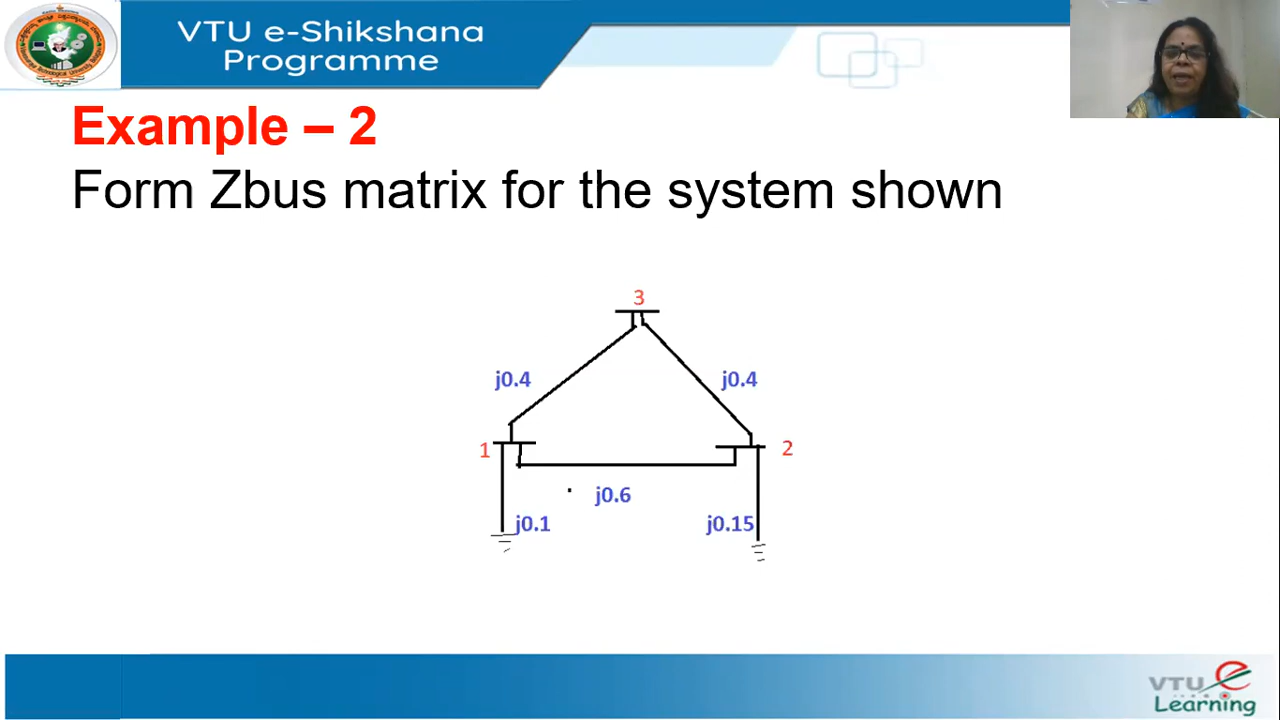 VTU e-Shikshana
Programme
Example – 2
Form Zbus matrix for the system shown
3
j0.4
j0.4
1
2
j0.6
j0.1
j0.15
VTU e
Learning